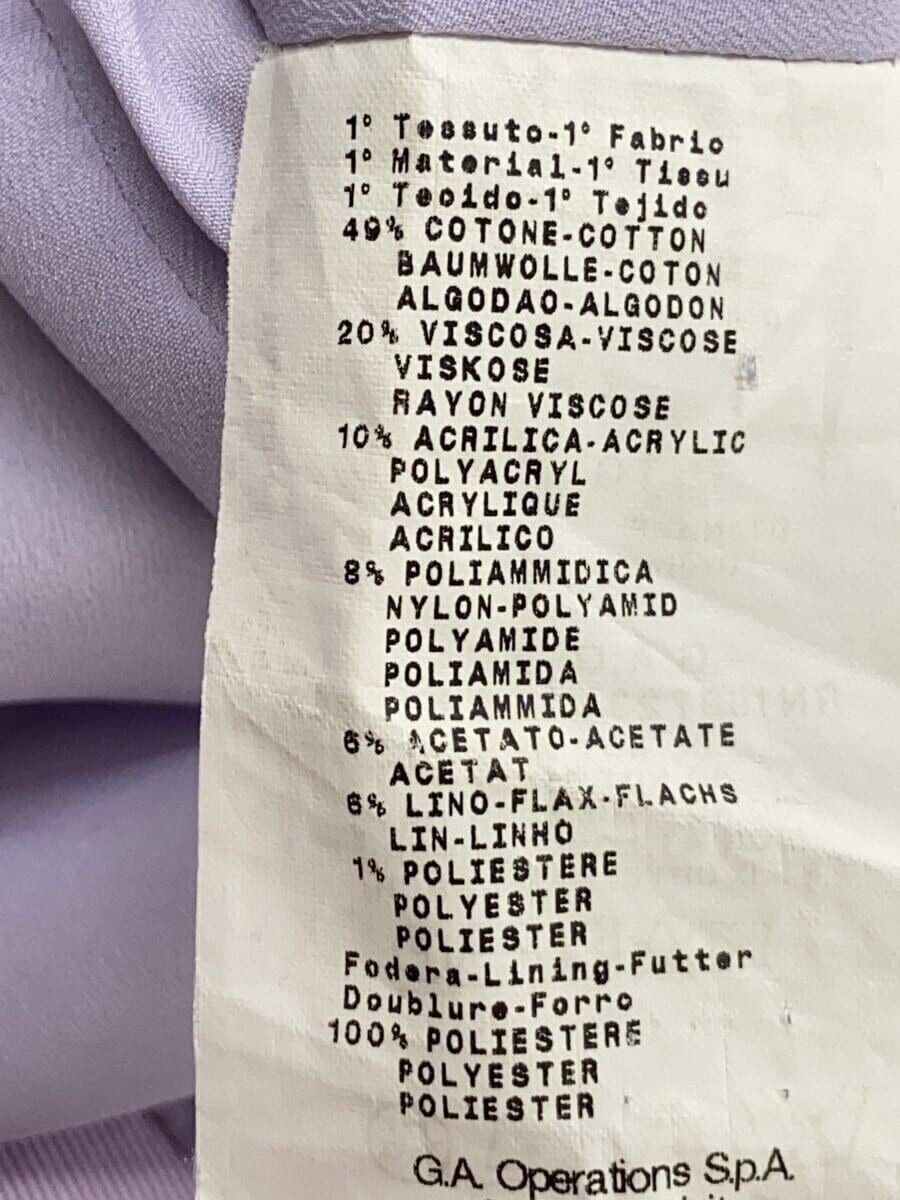 1° Tessuto-1° Fabric
1° Material-1° Tissu
1° Tecido-1° Tejido
49% COTONE-COTTON
BAUMWOLLE-COTON
ALGODAO-ALGODON
20% VISCOSA-VISCOSE
VISKOSE
RAYON VISCOSE
10% ACRILICA-ACRYLIC
POLYACRYL
ACRYLIQUE
ACRILICO
8% POLIAMMIDICA
NYLON-POLYAMID
POLYAMIDE
POLIAMIDA
POLIAMMIDA
6% ACETATO-ACETATE
ACETAT
6% LINO-FLAX-FLACHS
LIN-LINHO
1% POLIESTERE
POLYESTER
POLIESTER
Fodera-Lining-Futter
Doublure-Forro
100% POLIESTERE
POLYESTER
POLIESTER
G.A. Operations S.p.A.